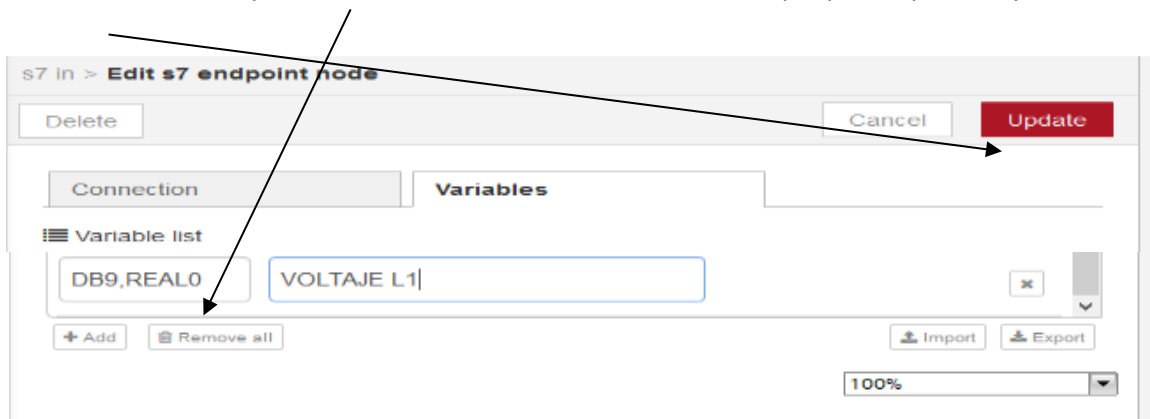 s7 in > Edit s7 endpoint node
Delete
Cancel
Update
Connection
Variables
Variable list
DB9,REAL0
VOLTAJE L1
+ Add
Remove all
Import
Export
100%